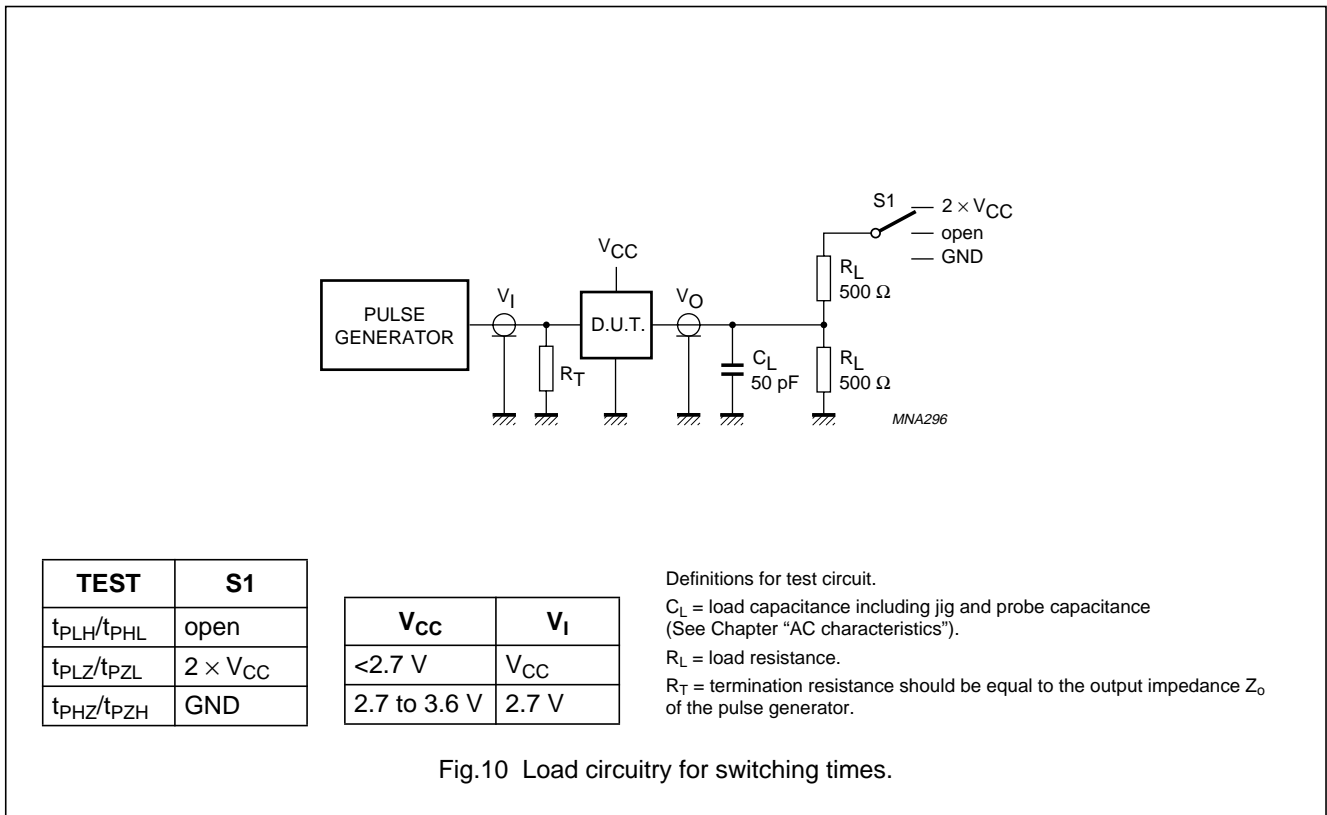 S1
2 × VCC
open
GND
VCC
RL
500 Ω
PULSE
GENERATOR
VI
D.U.T.
VO
RT
CL
50 pF
RL
500 Ω
MNA296
TEST S1
tPLH/tPHL open
tPLZ/tPZL 2 × VCC
tPHZ/tPZH GND
VCC VI
<2.7 V VCC
2.7 to 3.6 V 2.7 V
Definitions for test circuit.
CL = load capacitance including jig and probe capacitance
(See Chapter “AC characteristics”).
RL = load resistance.
RT = termination resistance should be equal to the output impedance Zo
of the pulse generator.
Fig.10 Load circuitry for switching times.